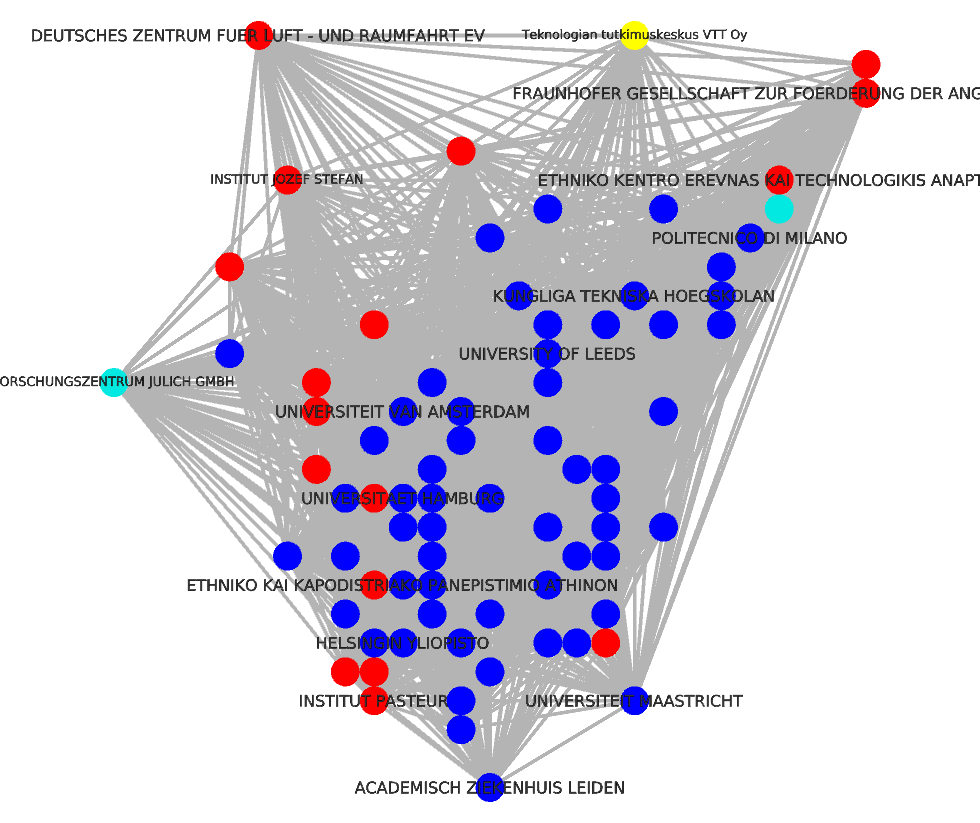 DEUTSCHES ZENTRUM FUER LUFT - UND RAUMFAHRT EV
Teknologian tutkimuskeskus VTT Oy
FRAUNHOFER GESELLSCHAFT ZUR FOERDERUNG DER ANG
INSTITUT JOZEF STEFAN
ETHNIKO KENTRO EREVNAS KAI TECHNOLOGIKIS ANAPT
POLITECNICO DI MILANO
KUNGLIGA TEKNISKA HOEGSKOLAN
UNIVERSITY OF LEEDS
ORSCHUNGSZENTRUM JULICH GMBH
UNIVERSITEIT VAN AMSTERDAM
UNIVERSITAET HAMBURG
ETHNIKO KAI KAPODISTRIAKO PANEPISTIMIO ATHINON
HELSINGIN YLIOPISTO
INSTITUT PASTEUR
UNIVERSITEIT MAASTRICHT
ACADEMISCH ZIEKENHUIS LEIDEN